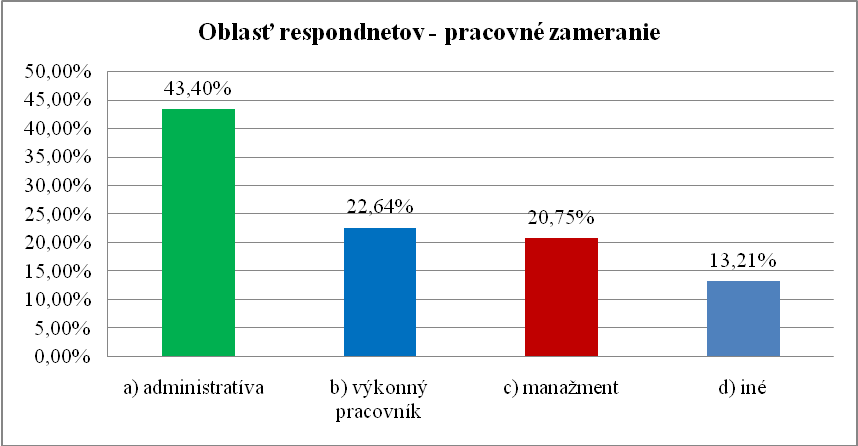 Oblasť respondnetov - pracovné zameranie
50,00%
45,00%
40,00%
35,00%
30,00%
25,00%
20,00%
15,00%
10,00%
5,00%
0,00%
43,40%
22,64%
20,75%
13,21%
a) administratíva
b) výkonný
pracovník
c) manažment
d) iné